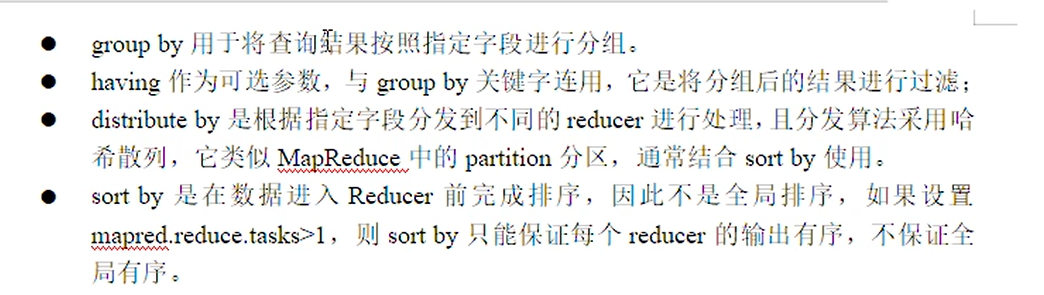 ● group by 用于将查询结果按照指定字段进行分组。
● having 作为可选参数，与 group by 关键字连用，它是将分组后的结果进行过滤；
● distribute by 是根据指定字段分发到不同的 reducer 进行处理，且分发算法采用哈
希散列，它类似 MapReduce 中的 partition 分区，通常结合 sort by 使用。
● sort by 是在数据进入 Reducer 前完成排序，因此不是全局排序，如果设置
mapred.reduce.tasks>1，则 sort by 只能保证每个 reducer 的输出有序，不保证全
局有序。